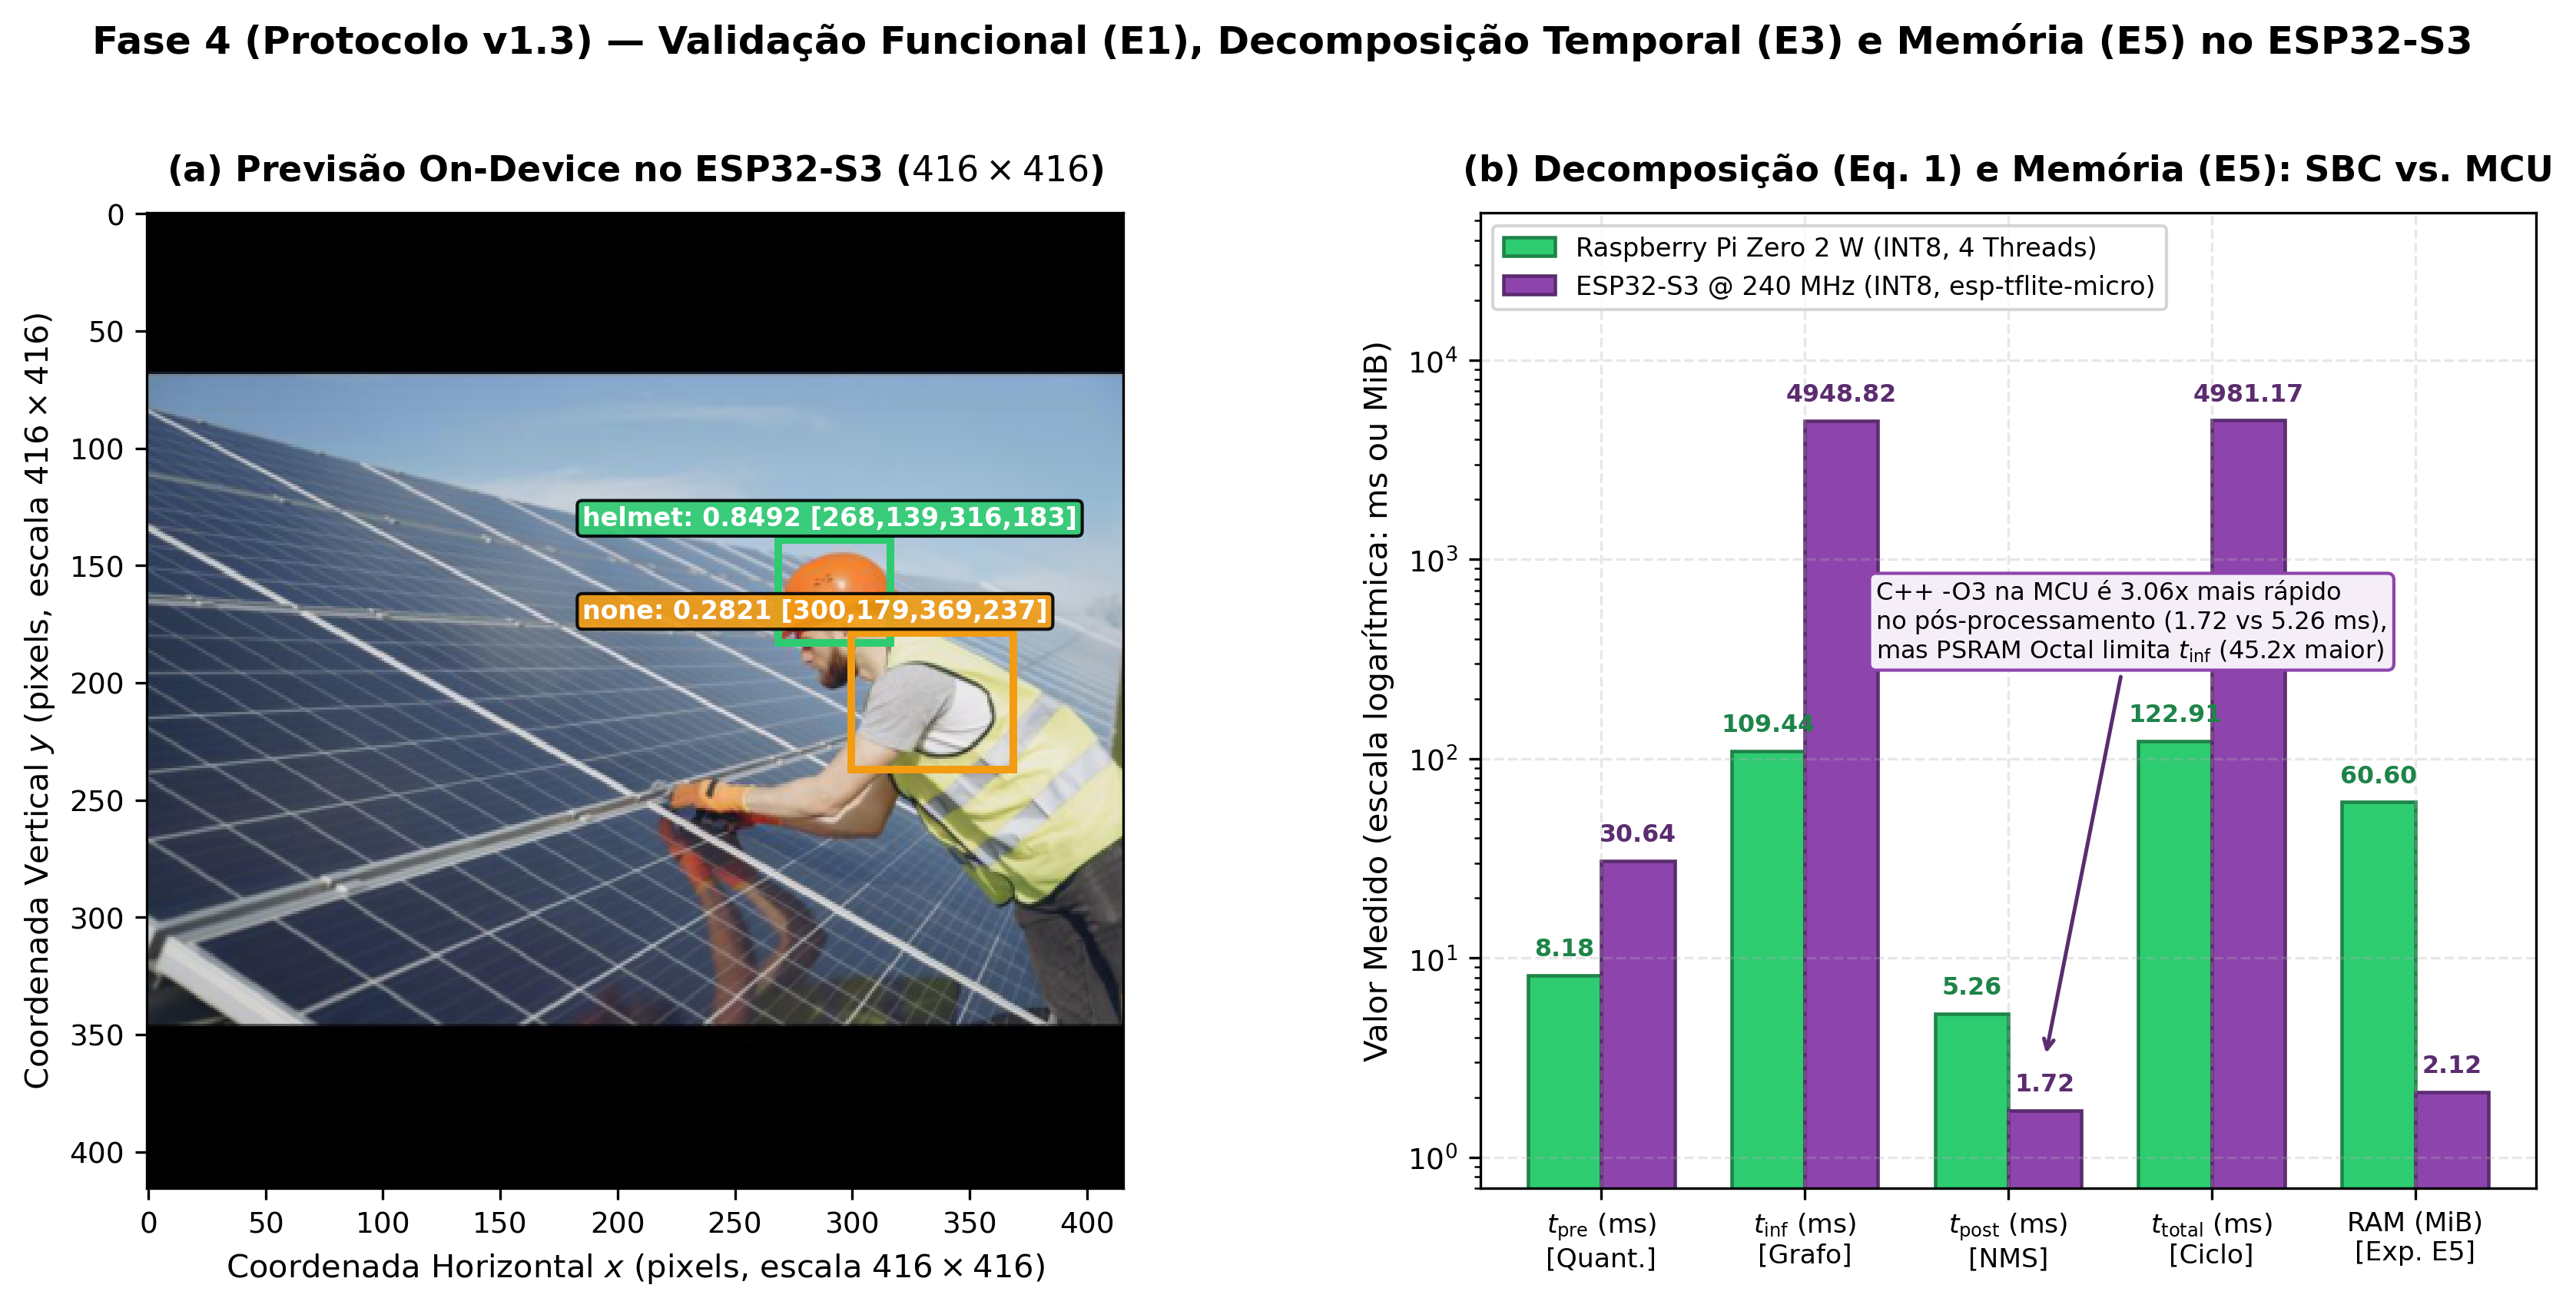 Fase 4 (Protocolo v1.3) — Validação Funcional (E1), Decomposição Temporal (E3) e Memória (E5) no ESP32-S3
(a) Previsão On-Device no ESP32-S3 (416 × 416)
helmet: 0.8492 [268,139,316,183]
none: 0.2821 [300,179,369,237]
Coordenada Vertical y (pixels, escala 416 × 416)
0
50
100
150
200
250
300
350
400
0 50 100 150 200 250 300 350 400
Coordenada Horizontal x (pixels, escala 416 × 416)
(b) Decomposição (Eq. 1) e Memória (E5): SBC vs. MCU
Raspberry Pi Zero 2 W (INT8, 4 Threads)
ESP32-S3 @ 240 MHz (INT8, esp-tflite-micro)
Valor Medido (escala logarítmica: ms ou MiB)
10⁴
10³
10²
10¹
10⁰
4948.82 4981.17
C++ -O3 na MCU é 3.06x mais rápido
no pós-processamento (1.72 vs 5.26 ms),
mas PSRAM Octal limita t_inf (45.2x maior)
109.44 122.91
60.60
30.64
8.18
5.26
2.12
1.72
t_pre (ms) t_inf (ms) t_post (ms) t_total (ms) RAM (MiB)
[Quant.] [Grafo] [NMS] [Ciclo] [Exp. E5]